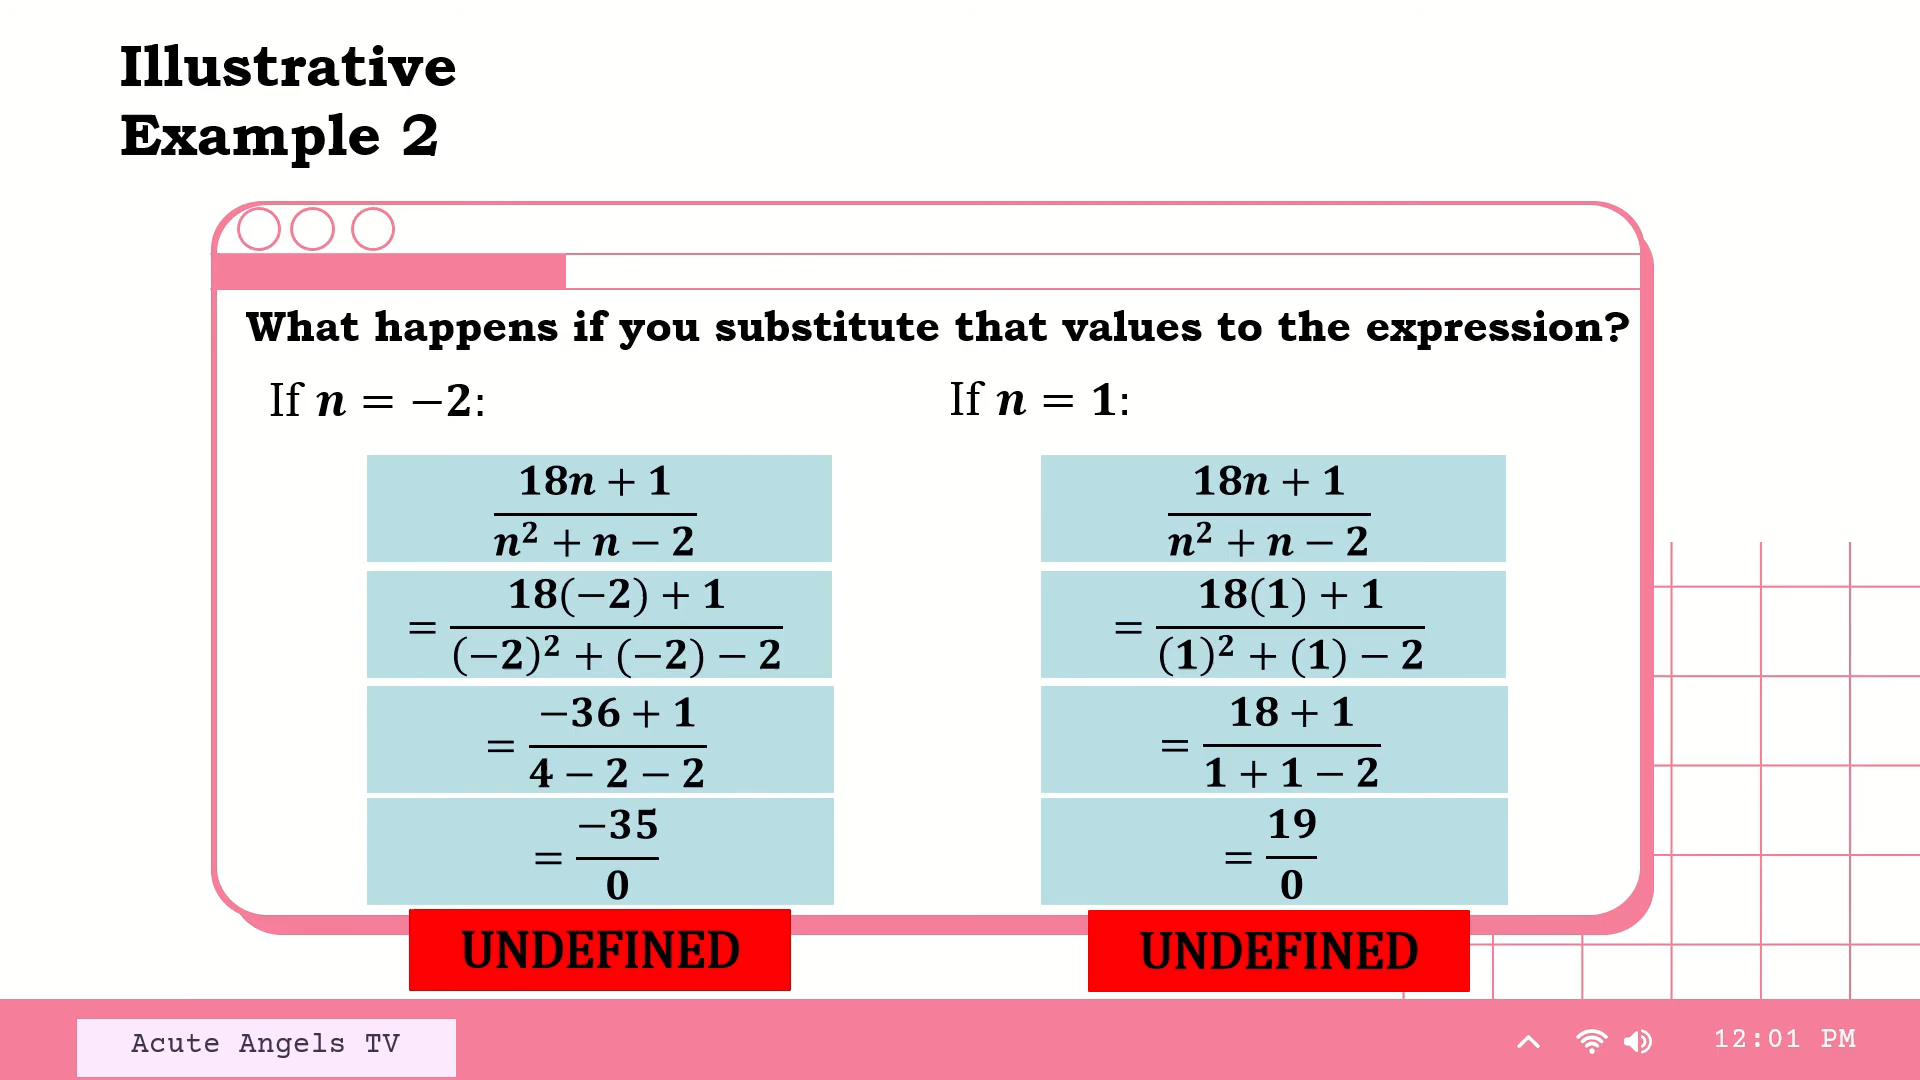 Illustrative
Example 2
What happens if you substitute that values to the expression?
If n = −2:
18n + 1
n² + n − 2
= 18(−2) + 1
(−2)² + (−2) − 2
= −36 + 1
4 − 2 − 2
= −35
0
UNDEFINED
If n = 1:
18n + 1
n² + n − 2
= 18(1) + 1
(1)² + (1) − 2
= 18 + 1
1 + 1 − 2
= 19
0
UNDEFINED
Acute Angels TV
12:01 PM